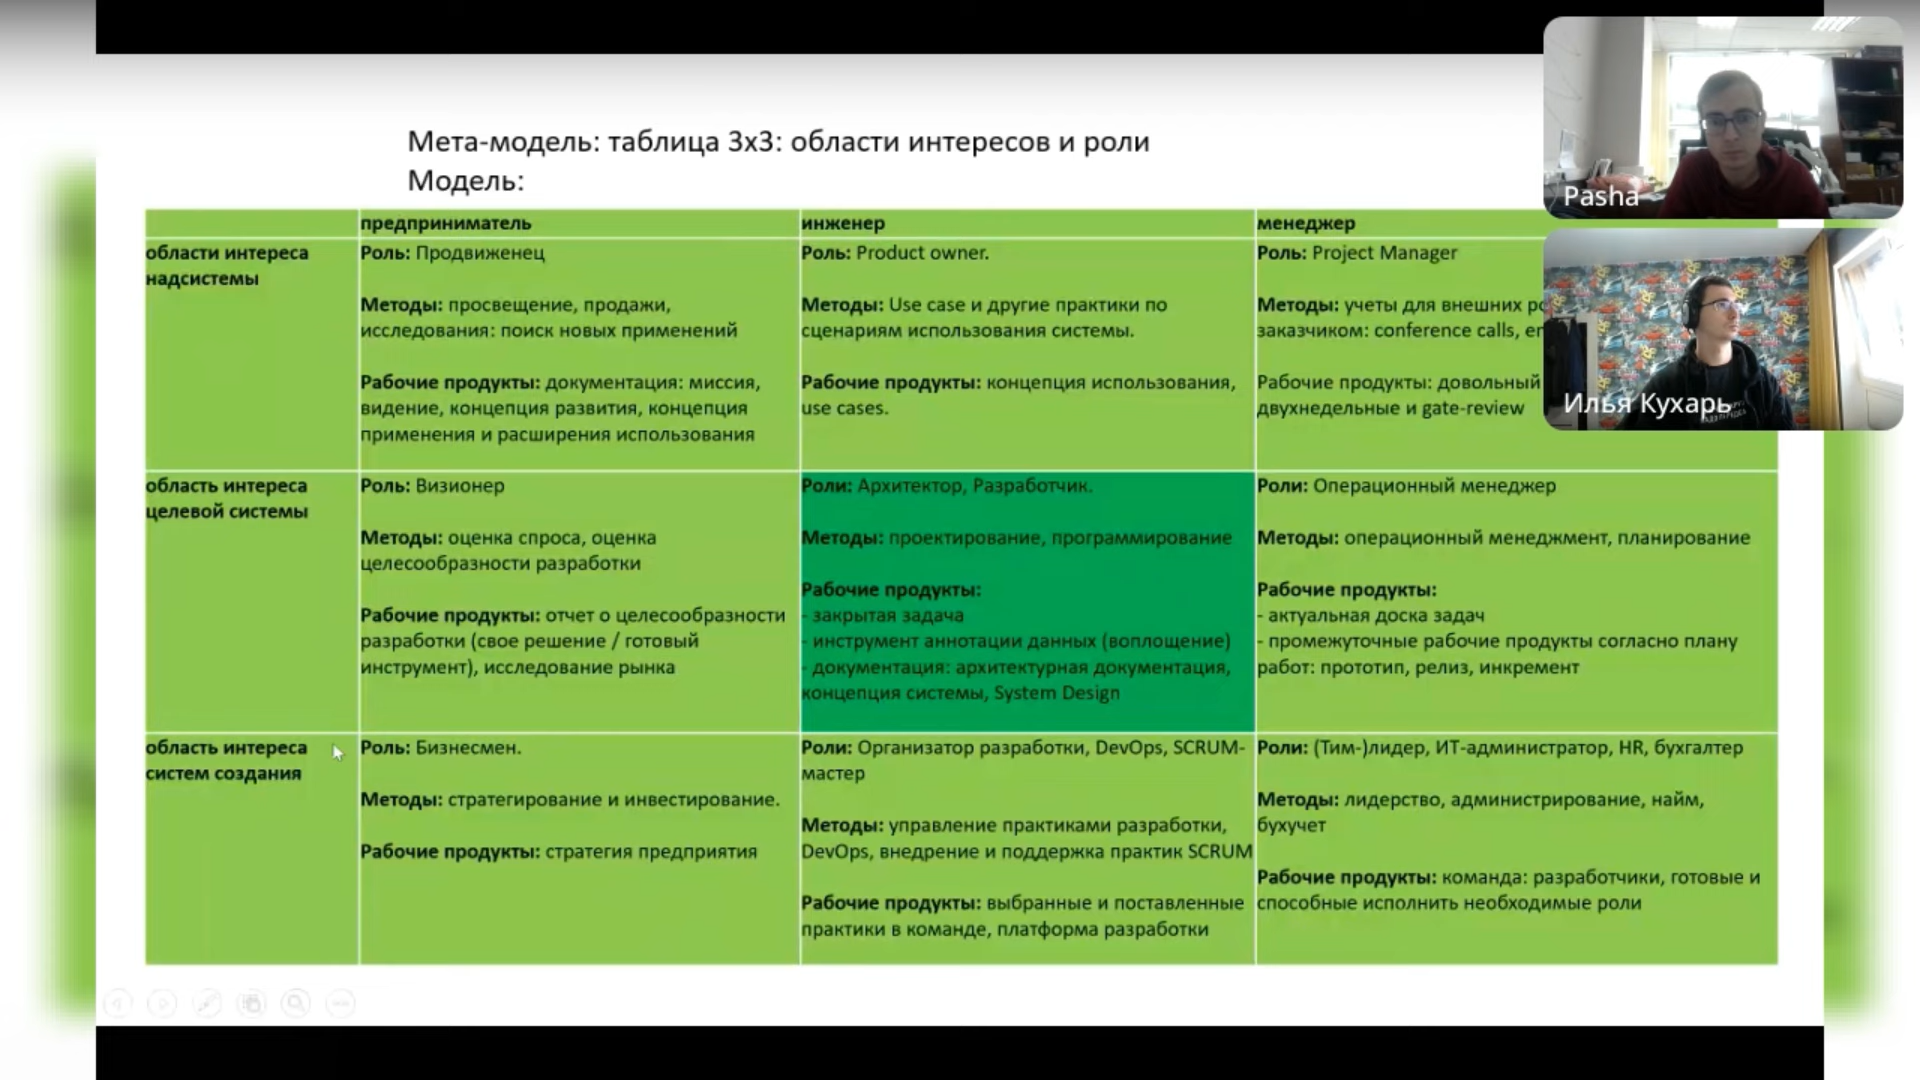 Мета-модель: таблица 3х3: области интересов и роли
Модель:
предприниматель
инженер
менеджер
области интереса
надсистемы
Роль: Продвиженец
Методы: просвещение, продажи,
исследования: поиск новых применений
Рабочие продукты: документация: миссия,
видение, концепция развития, концепция
применения и расширения использования
Роль: Product owner.
Методы: Use case и другие практики по
сценариям использования системы.
Рабочие продукты: концепция использования,
use cases.
Роль: Project Manager
Методы: учеты для внешних
заказчиком: conference calls,
Рабочие продукты: довольный
двухнедельные и gate-review
область интереса
целевой системы
Роль: Визионер
Методы: оценка спроса, оценка
целесообразности разработки
Рабочие продукты: отчет о целесообразности
разработки (свое решение / готовый
инструмент), исследование рынка
Роли: Архитектор, Разработчик.
Методы: проектирование, программирование
Рабочие продукты:
- закрытая задача
- инструмент аннотации данных (воплощение)
- документация: архитектурная документация,
концепция системы, System Design
Роли: Операционный менеджер
Методы: операционный менеджмент, планирование
Рабочие продукты:
- актуальная доска задач
- промежуточные рабочие продукты согласно плану
работ: прототип, релиз, инкремент
область интереса
систем создания
Роль: Бизнесмен.
Методы: стратегирование и инвестирование.
Рабочие продукты: стратегия предприятия
Роли: Организатор разработки, DevOps, SCRUM-
мастер
Методы: управление практиками разработки,
DevOps, внедрение и поддержка практик SCRUM
Рабочие продукты: выбранные и поставленные
практики в команде, платформа разработки
Роли: (Тим-)лидер, ИТ-администратор, HR, бухгалтер
Методы: лидерство, администрирование, найм,
бухучет
Рабочие продукты: команда: разработчики, готовые и
способные исполнить необходимые роли
Pasha
Илья Кухарь